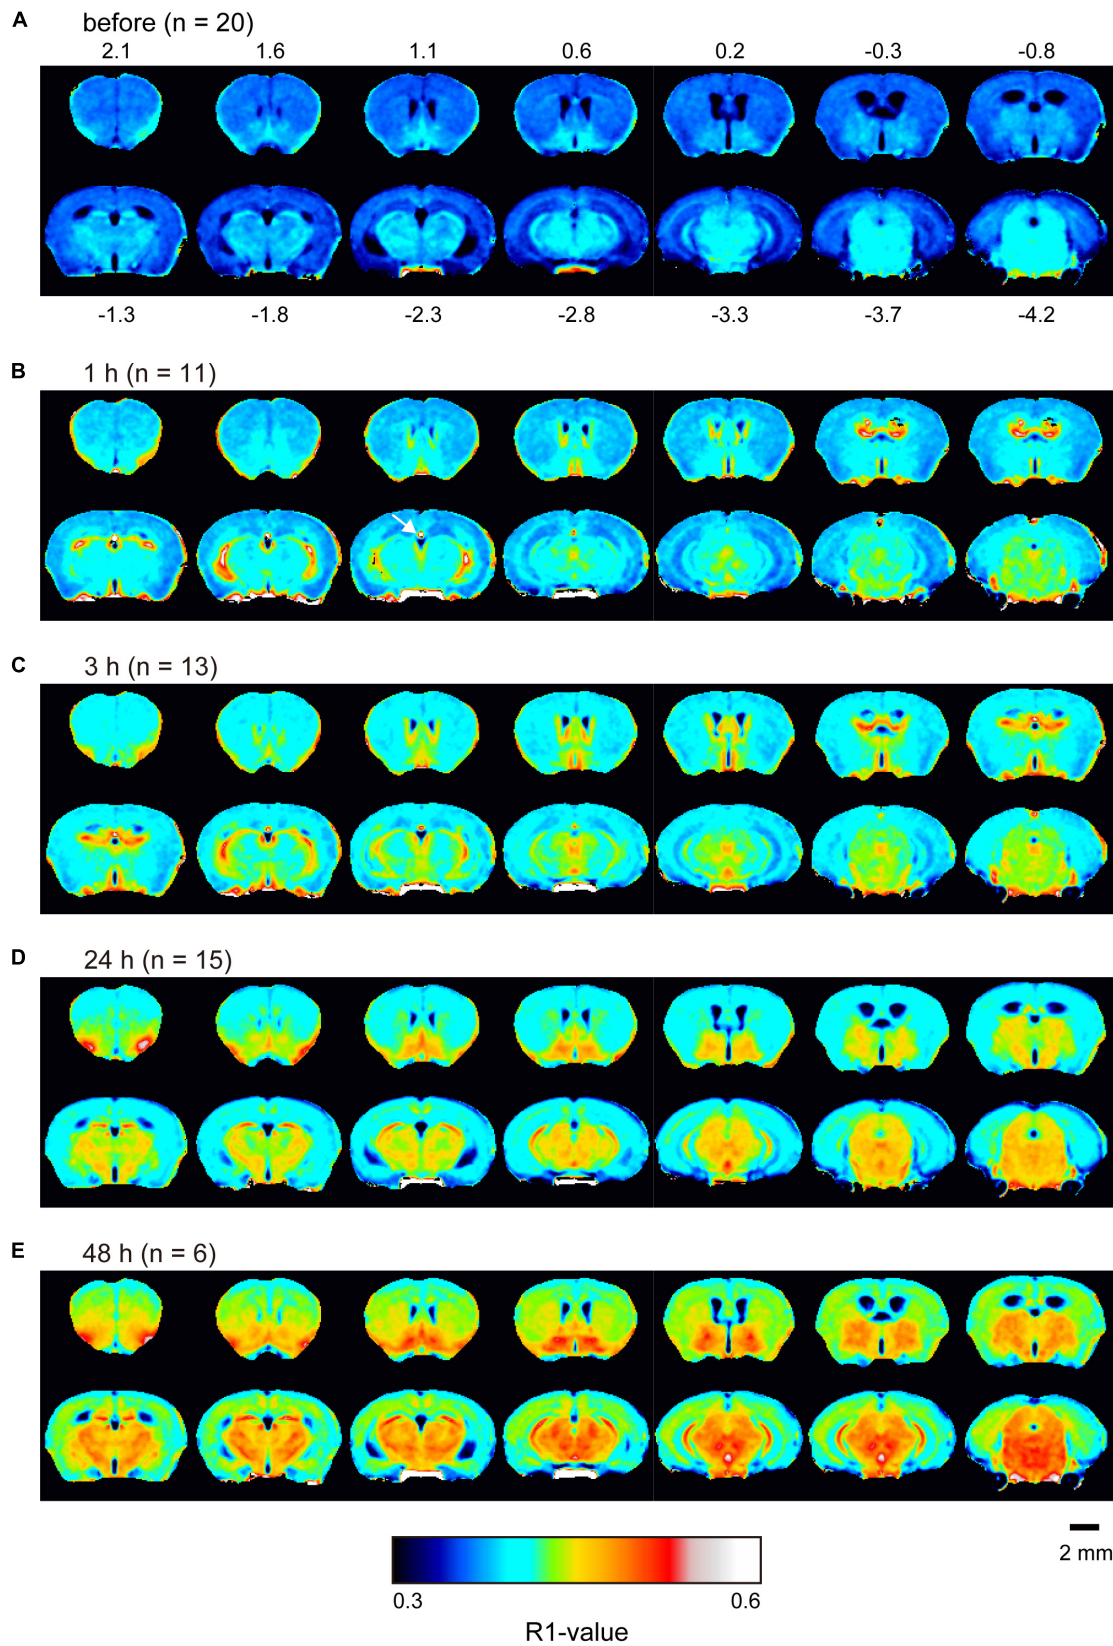 A before (n = 20)
2.1 1.6 1.1 0.6 0.2 -0.3 -0.8
-1.3 -1.8 -2.3 -2.8 -3.3 -3.7 -4.2
B 1 h (n = 11)
C 3 h (n = 13)
D 24 h (n = 15)
E 48 h (n = 6)
2 mm
0.3 0.6
R1-value